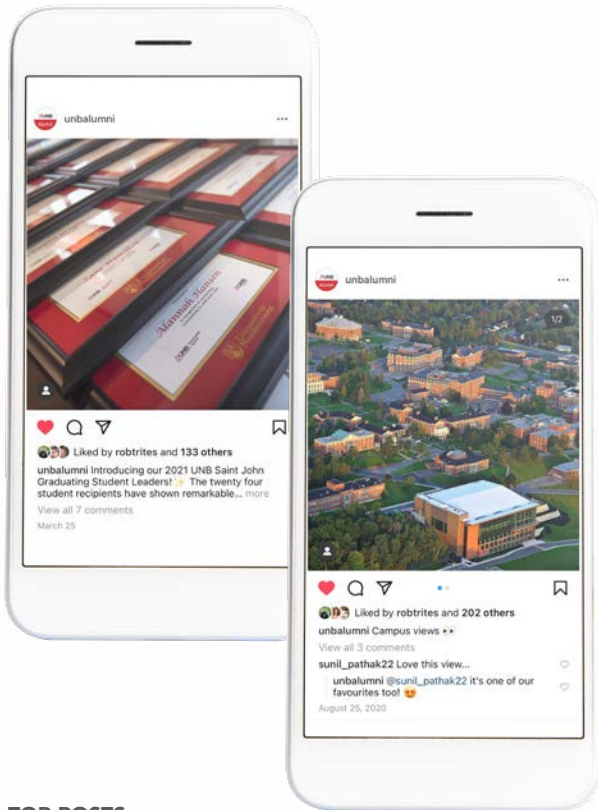 unbalumni
Alannah Hansen
Liked by robtrites and 133 others
unbalumni Introducing our 2021 UNB Saint John
Graduating Student Leaders! ✨ The twenty four
student recipients have shown remarkable... more
View all 7 comments
March 25
unbalumni
1/2
Liked by robtrites and 202 others
unbalumni Campus views 👀
View all 3 comments
sunil_pathak22 Love this view...
unbalumni @sunil_pathak22 it's one of our
favourites too! 😍
August 25, 2020
TOP POSTS